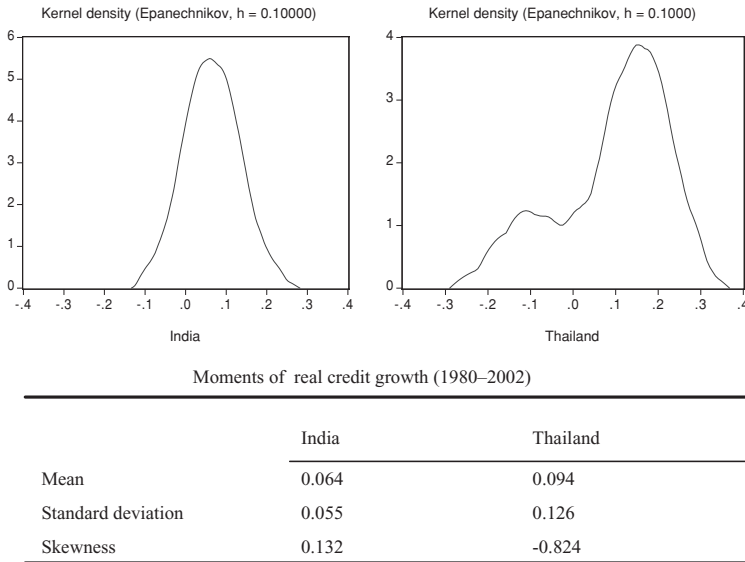 Kernel density (Epanechnikov, h = 0.10000)
6
5
4
3
2
1
0
-.4 -.3 -.2 -.1 .0 .1 .2 .3 .4
India
Kernel density (Epanechnikov, h = 0.1000)
4
3
2
1
0
-.4 -.3 -.2 -.1 .0 .1 .2 .3 .4
Thailand
Moments of real credit growth (1980–2002)
India Thailand
Mean 0.064 0.094
Standard deviation 0.055 0.126
Skewness 0.132 -0.824